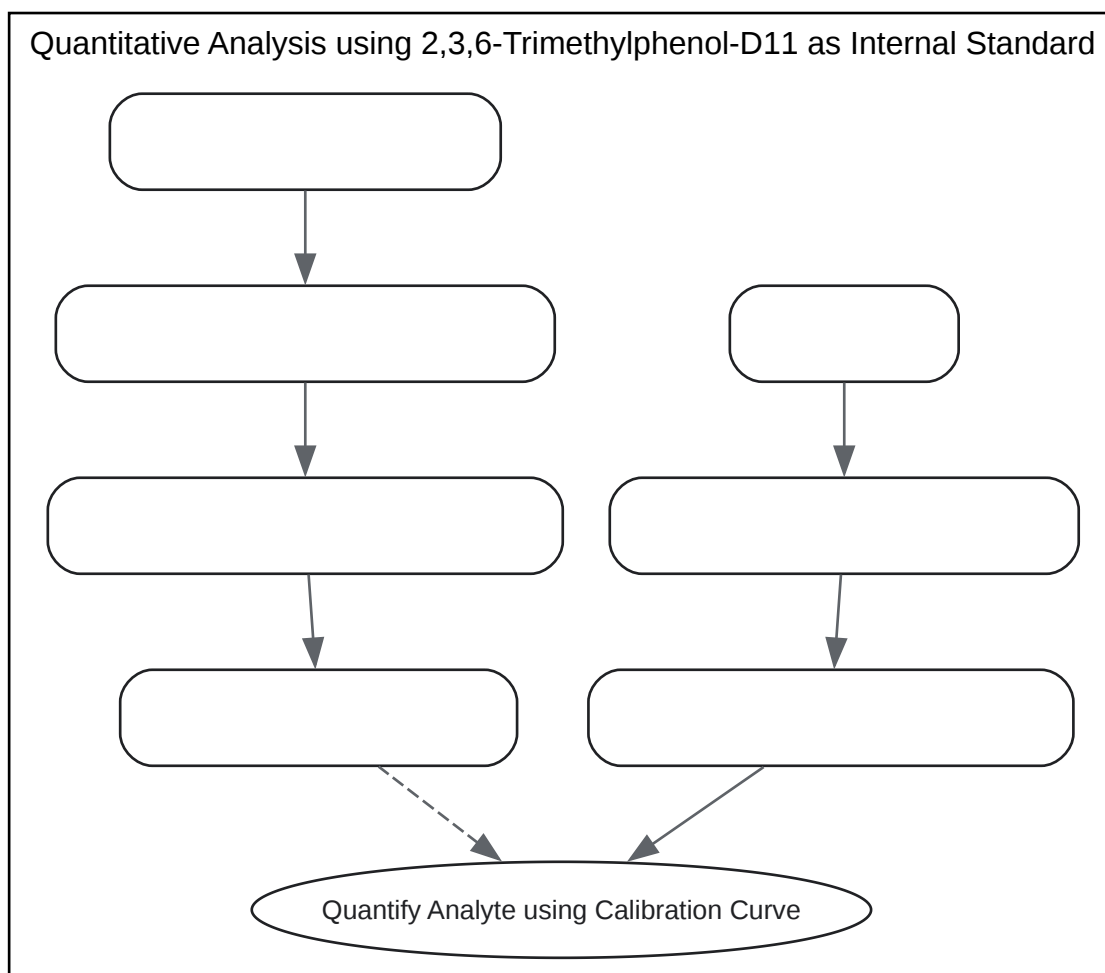 Quantitative Analysis using 2,3,6-Trimethylphenol-D11 as Internal Standard
Quantify Analyte using Calibration Curve